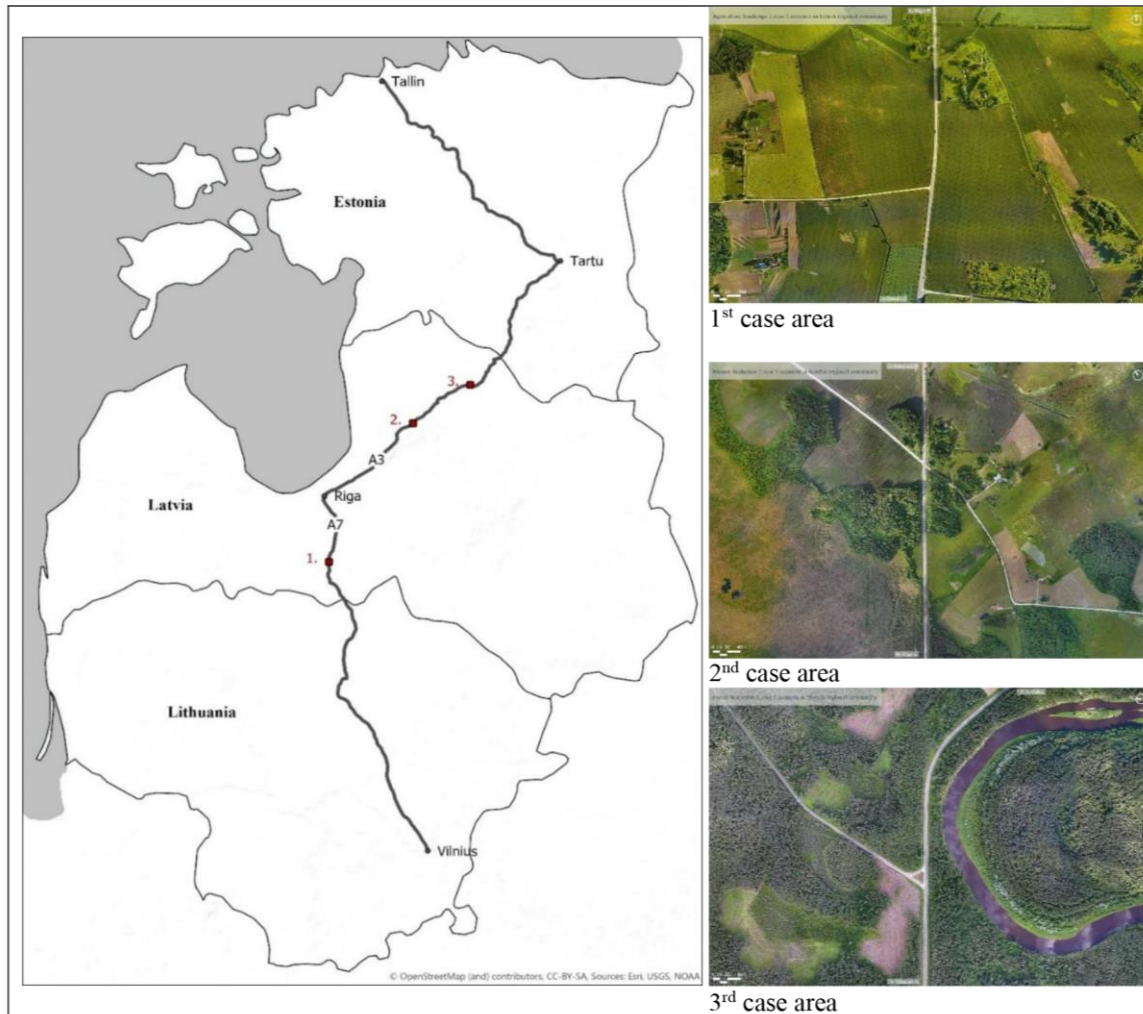 Tallin
Estonia
Tartu
3.
2.
A3
Riga
Latvia
A7
1.
Lithuania
Vilnius
© OpenStreetMap (and) contributors, CC-BY-SA, Sources: Esri, USGS, NOAA
1st case area
2nd case area
3rd case area